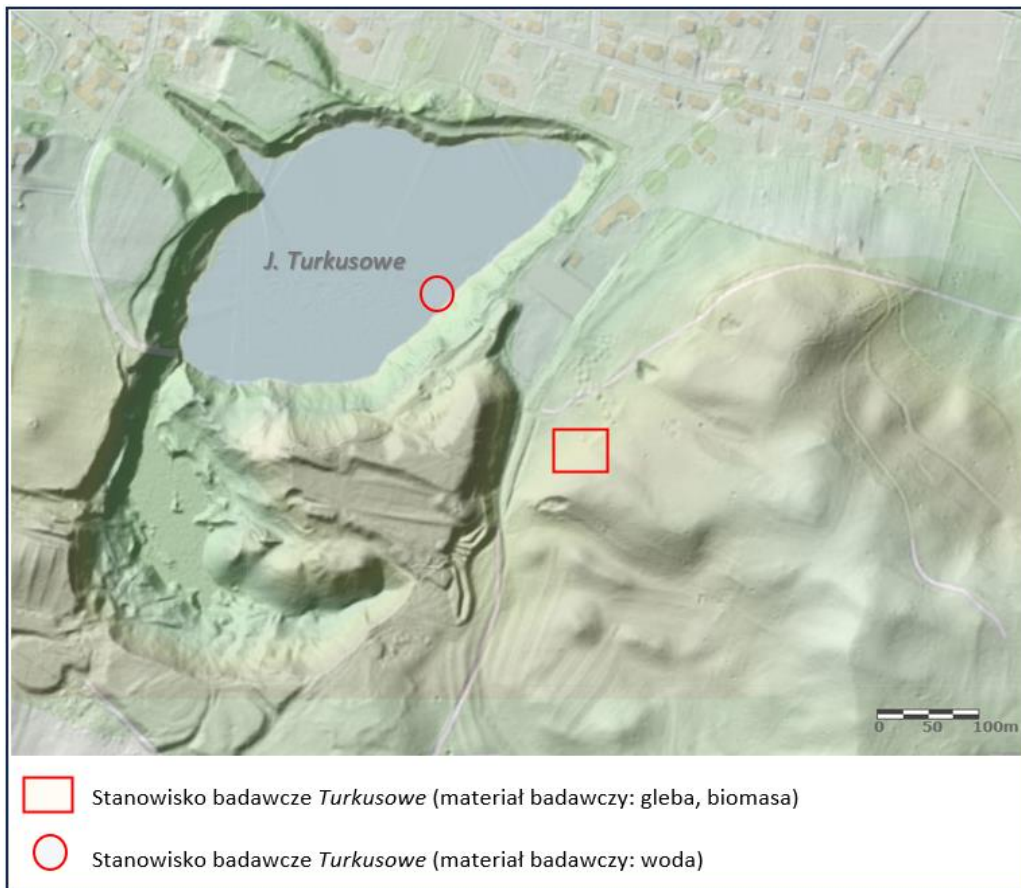 J. Turkusowe
0 50 100m
Stanowisko badawcze Turkusowe (materiał badawczy: gleba, biomasa)
Stanowisko badawcze Turkusowe (materiał badawczy: woda)